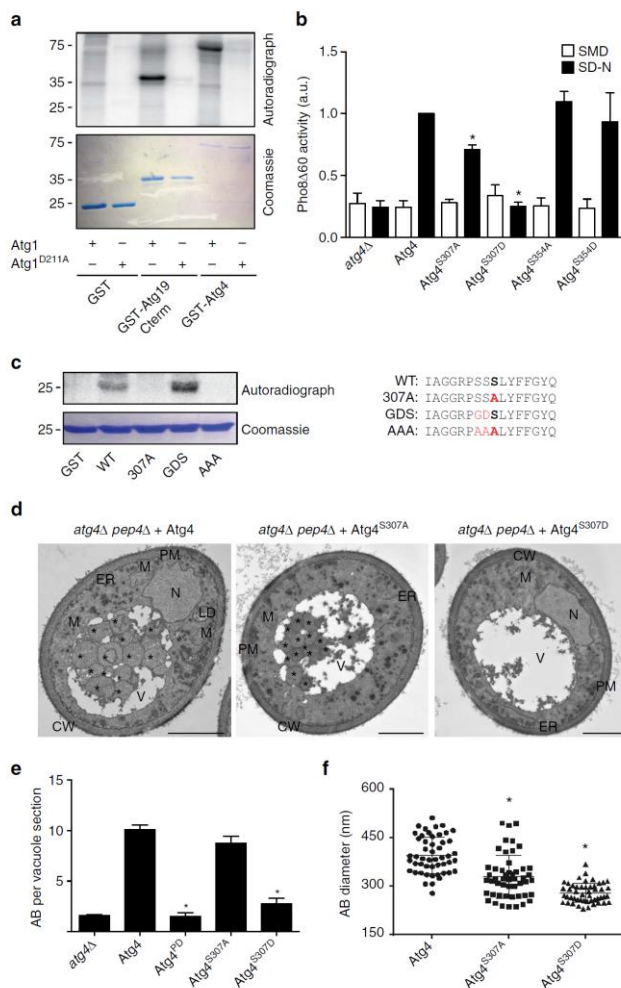 a
75
35
25
Autoradiograph
75
35
25
Coomassie
Atg1 + – + – + –
Atg1D211A – + – + – +
GST
GST-Atg19 Cterm
GST-Atg4
b
SMD
SD-N
1.5
1.0
0.5
0.0
Pho8Δ60 activity (a.u.)
*
*
atg4Δ
Atg4
Atg4S307A
Atg4S307D
Atg4S354A
Atg4S354D
c
25
Autoradiograph
25
Coomassie
GST
WT
307A
GDS
AAA
WT: IAGGRPSSSLYFFGYQ
307A: IAGGRPSSALYFFGYQ
GDS: IAGGRPGDSLYFFGYQ
AAA: IAGGRPAAALYFFGYQ
d
atg4Δ pep4Δ + Atg4
PM
ER
M
N
LD
M
M
V
CW
atg4Δ pep4Δ + Atg4S307A
ER
M
PM
V
CW
atg4Δ pep4Δ + Atg4S307D
CW
M
N
V
PM
ER
e
15
10
5
AB per vacuole section
*
*
atg4Δ
Atg4
Atg4PD
Atg4S307A
Atg4S307D
f
600
450
300
150
AB diameter (nm)
*
*
Atg4
Atg4S307A
Atg4S307D